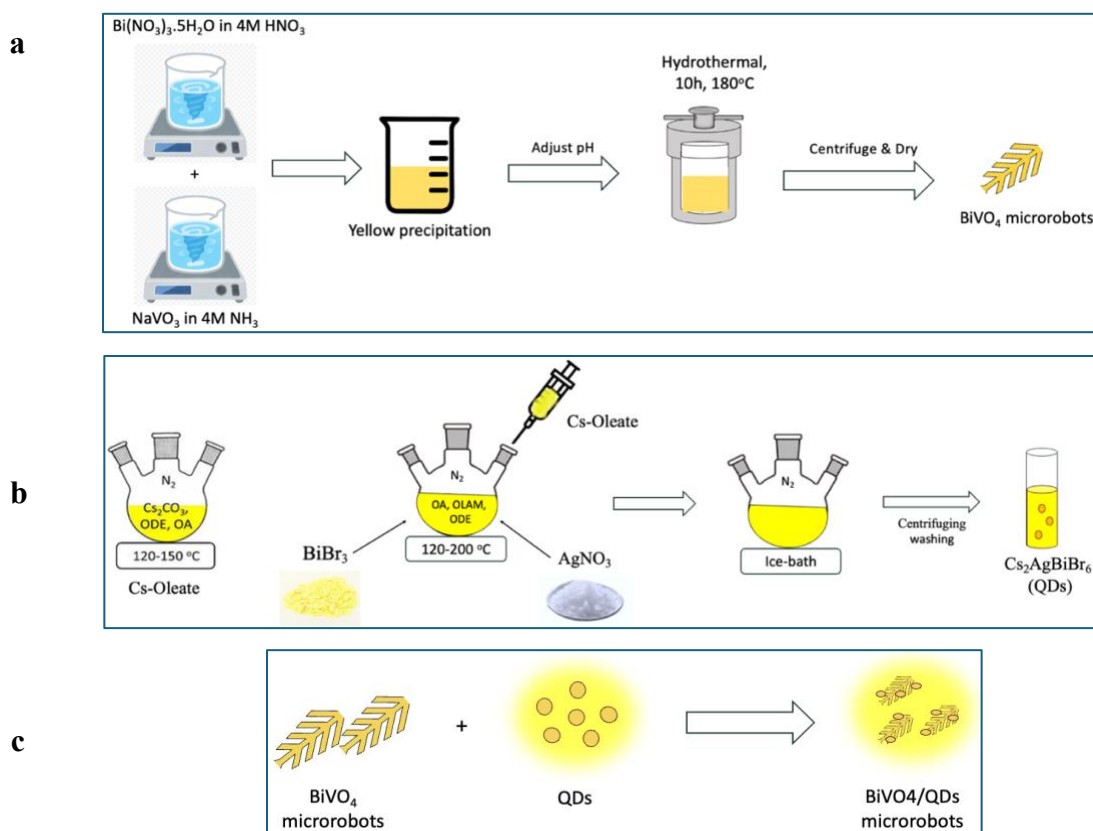 a
Bi(NO₃)₃.5H₂O in 4M HNO₃
+
NaVO₃ in 4M NH₃
Yellow precipitation
Adjust pH
Hydrothermal,
10h, 180°C
Centrifuge & Dry
BiVO₄ microrobots
b
N₂
Cs₂CO₃,
ODE, OA
120-150 °C
Cs-Oleate
Cs-Oleate
N₂
OA, OLAM,
ODE
120-200 °C
BiBr₃
AgNO₃
N₂
Ice-bath
Centrifuging
washing
Cs₂AgBiBr₆
(QDs)
c
BiVO₄
microrobots
+
QDs
BiVO4/QDs
microrobots